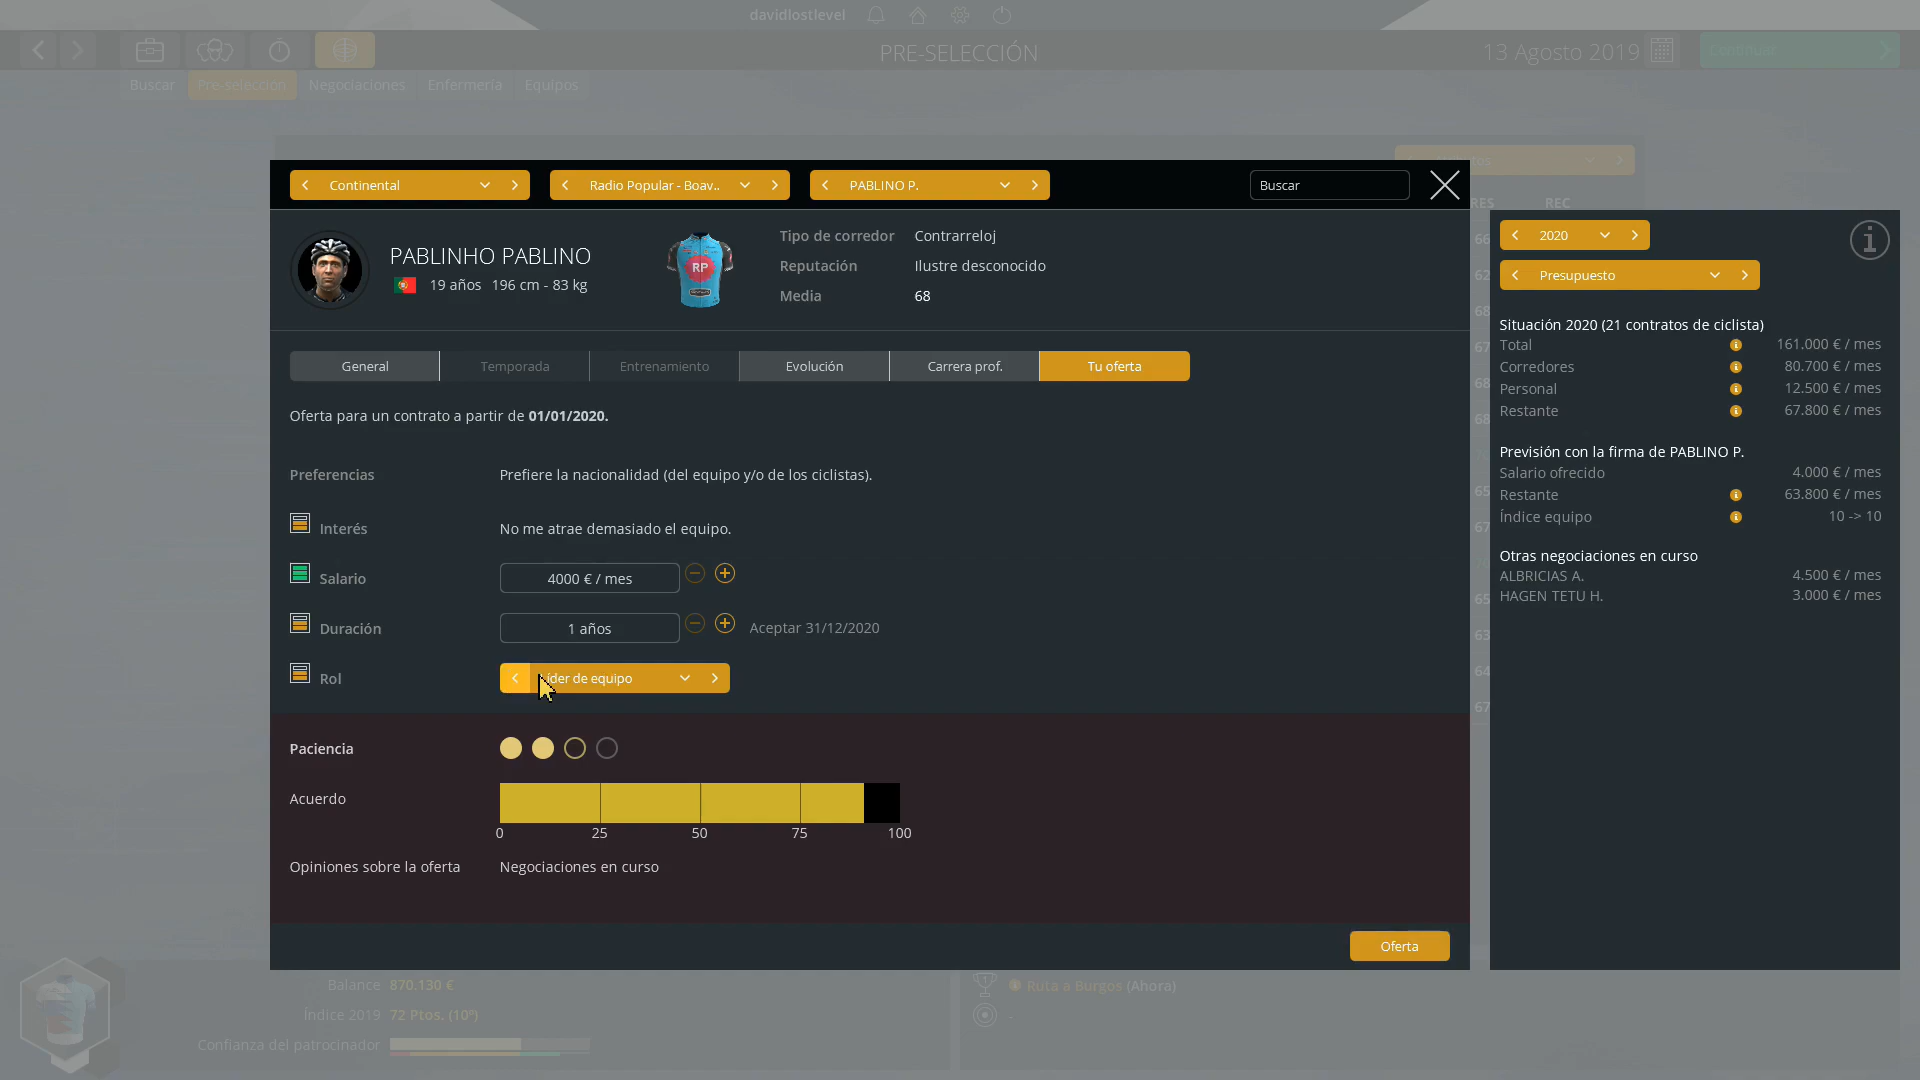 davidlostlevel
PRE-SELECCIÓN
13 Agosto 2019
Continuar
Buscar
Pre-selección
Negociaciones
Enfermería
Equipos
RES
REC
Continental
Radio Popular - Boav..
PABLINO P.
Buscar
PABLINHO PABLINO
19 años 196 cm - 83 kg
RP
Tipo de corredor Contrarreloj
Reputación Ilustre desconocido
Media 68
General
Temporada
Entrenamiento
Evolución
Carrera prof.
Tu oferta
Oferta para un contrato a partir de 01/01/2020.
Preferencias Prefiere la nacionalidad (del equipo y/o de los ciclistas).
Interés No me atrae demasiado el equipo.
Salario 4000 € / mes
Duración 1 años Aceptar 31/12/2020
Rol íder de equipo
Paciencia
Acuerdo
0 25 50 75 100
Opiniones sobre la oferta Negociaciones en curso
Oferta
2020
Presupuesto
Situación 2020 (21 contratos de ciclista)
Total 161.000 € / mes
Corredores 80.700 € / mes
Personal 12.500 € / mes
Restante 67.800 € / mes
Previsión con la firma de PABLINO P.
Salario ofrecido 4.000 € / mes
Restante 63.800 € / mes
Índice equipo 10 -> 10
Otras negociaciones en curso
ALBRICIAS A. 4.500 € / mes
HAGEN TETU H. 3.000 € / mes
Balance 870.130 €
Índice 2019 72 Ptos. (10º)
Confianza del patrocinador
Ruta a Burgos (Ahora)
-